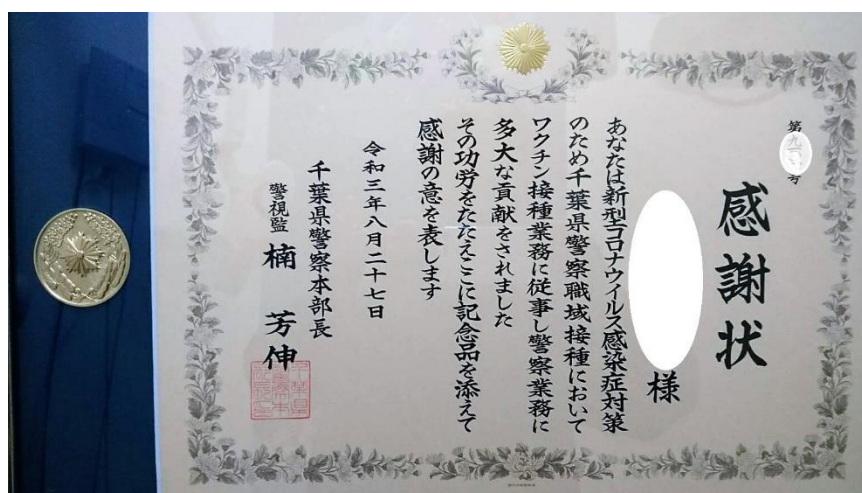 感謝状
様
あなたは新型コロナウイルス感染症対策
のため千葉県警察職域接種において
ワクチン接種業務に従事し警察業務に
多大な貢献をされました
その功労をたたえここに記念品を添えて
感謝の意を表します
令和三年八月二十七日
千葉県警察本部長
警視監 楠 芳伸